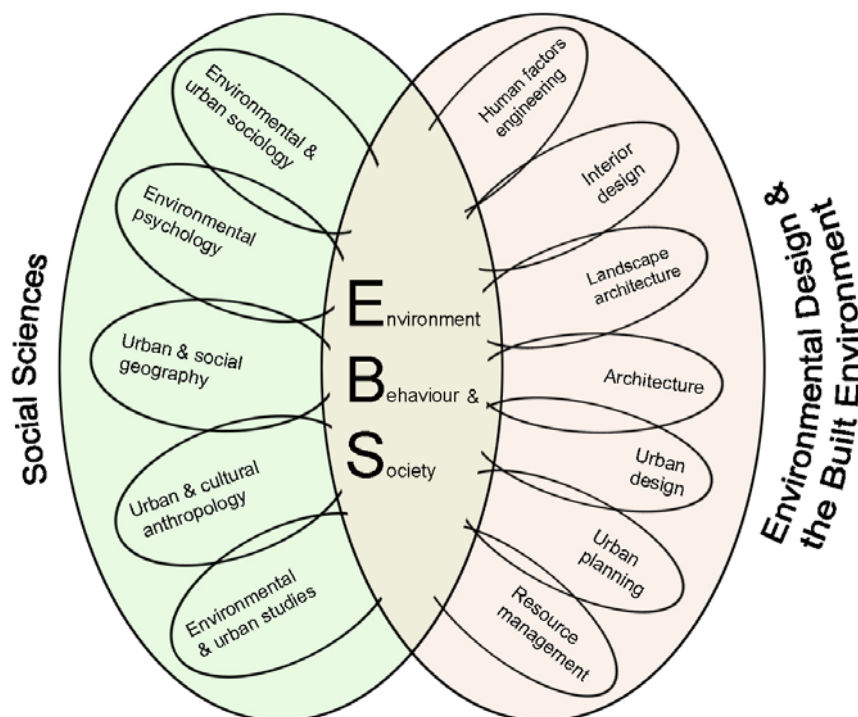 Social Sciences
Environmental &
urban sociology
Environmental
psychology
Urban & social
geography
Urban & cultural
anthropology
Environmental
& urban studies
Environment
Behaviour &
Society
Human factors
engineering
Interior
design
Landscape
architecture
Architecture
Urban
design
Urban
planning
Resource
management
Environmental Design &
the Built Environment